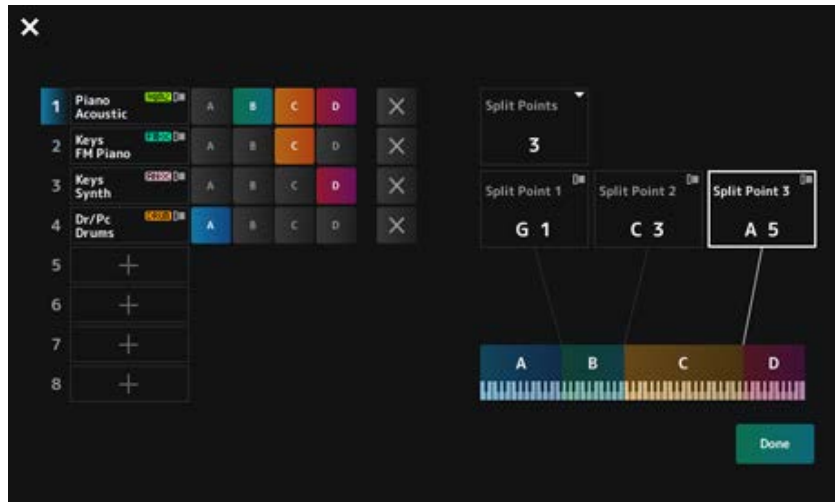 1 Piano A B C D
Acoustic
2 Keys A B C D
FM Piano
3 Keys A B C D
Synth
4 Dr/Pc A B C D
Drums
5
6
7
8
Split Points
3
Split Point 1 Split Point 2 Split Point 3
G 1 C 3 A 5
A B C D
Done